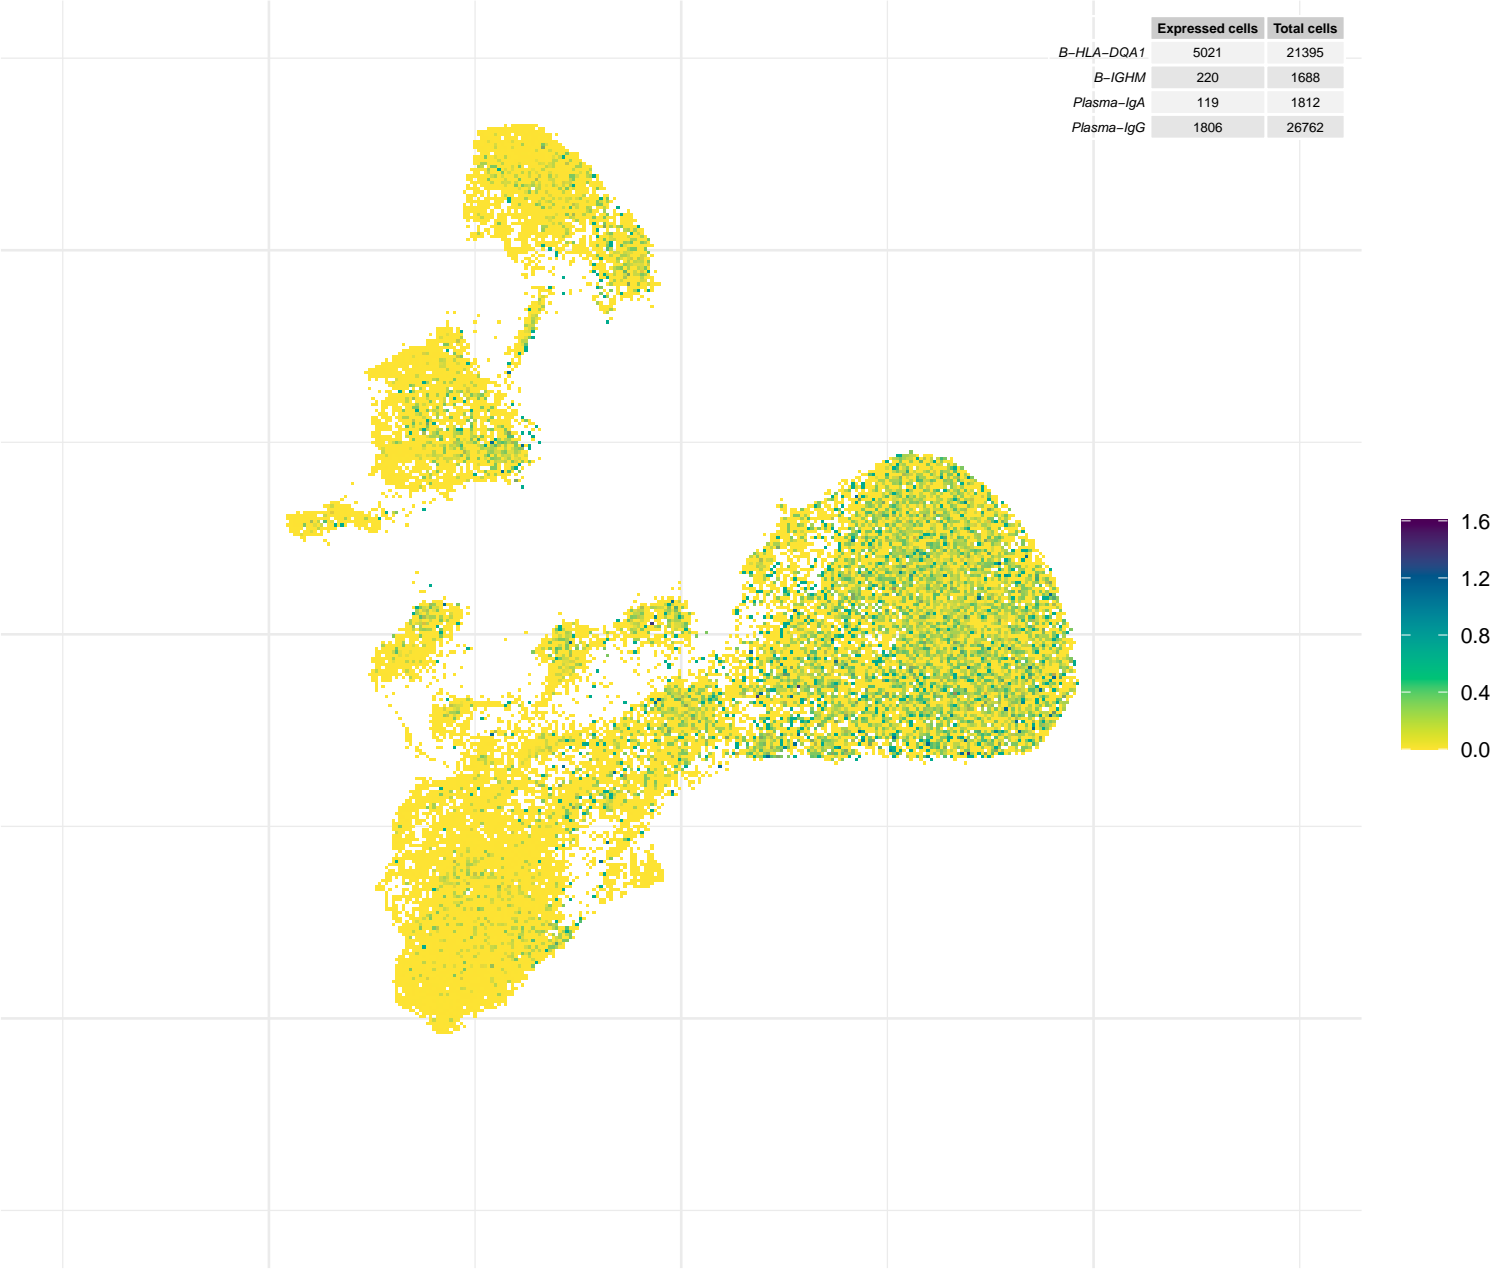 Expressed cells Total cells
B−HLA−DQA1 5021 21395
B−IGHM 220 1688
Plasma−IgA 119 1812
Plasma−IgG 1806 26762
1.6
1.2
0.8
0.4
0.0